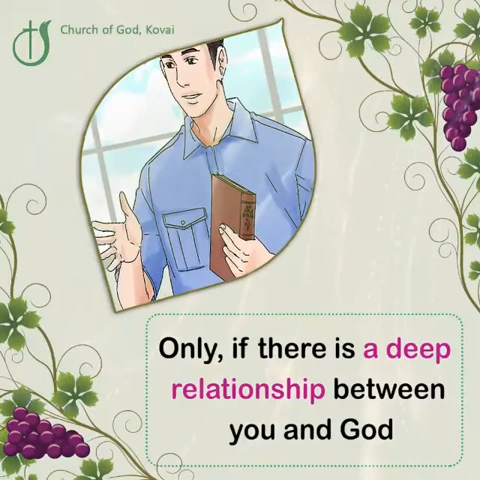 Church of God, Kovai
Only, if there is a deep
relationship between
you and God